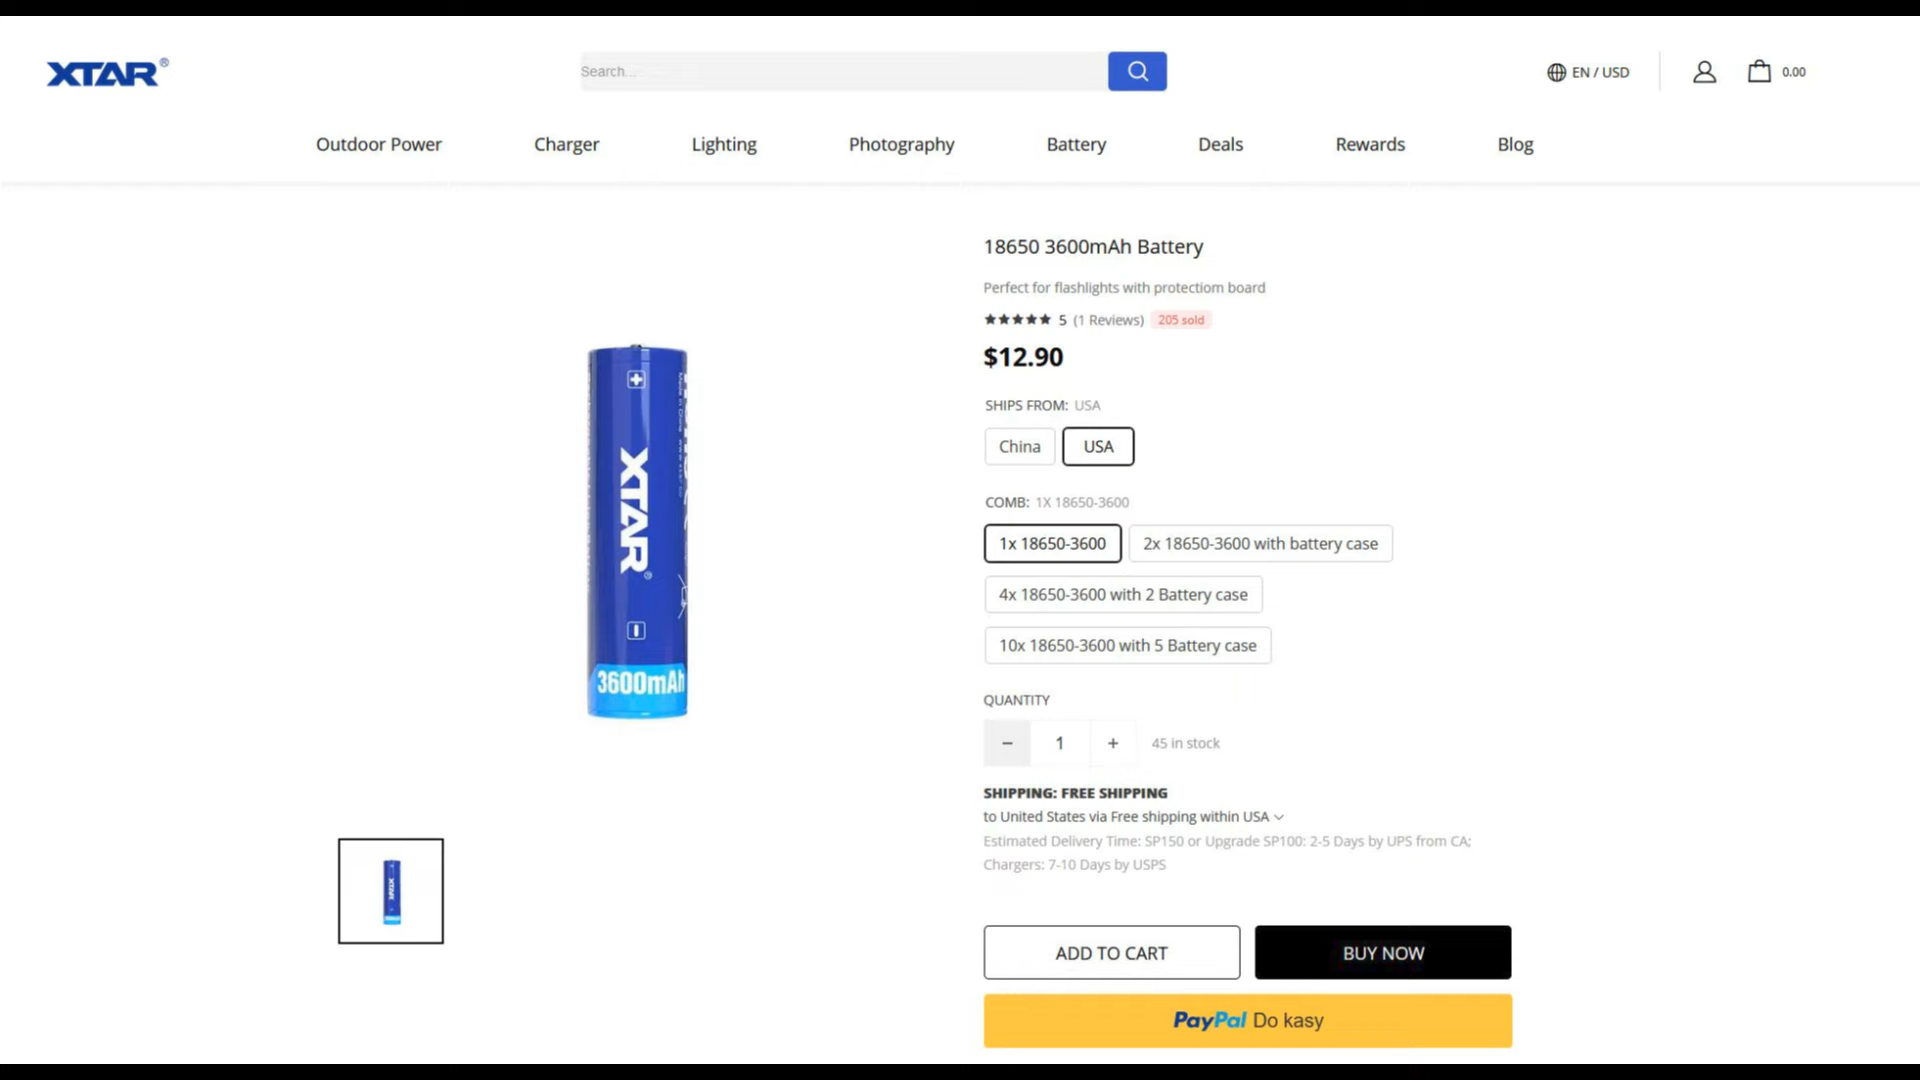 XTAR®
Search...
EN / USD
0.00
Outdoor Power
Charger
Lighting
Photography
Battery
Deals
Rewards
Blog
18650 3600mAh Battery
Perfect for flashlights with protectiom board
★★★★★ 5 (1 Reviews) 205 sold
$12.90
SHIPS FROM: USA
China
USA
COMB: 1X 18650-3600
1x 18650-3600
2x 18650-3600 with battery case
4x 18650-3600 with 2 Battery case
10x 18650-3600 with 5 Battery case
QUANTITY
− 1 + 45 in stock
SHIPPING: FREE SHIPPING
to United States via Free shipping within USA
Estimated Delivery Time: SP150 or Upgrade SP100: 2-5 Days by UPS from CA;
Chargers: 7-10 Days by USPS
ADD TO CART
BUY NOW
PayPal Do kasy
XTAR®
3600mAh
Made in China
XTAR